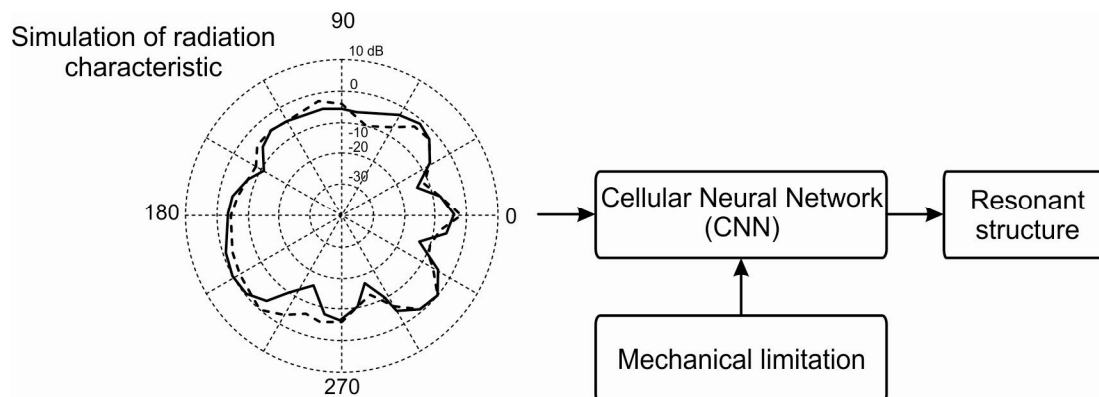 Simulation of radiation
characteristic
90
10 dB
0
-10
-20
-30
180
0
270
Cellular Neural Network
(CNN)
Resonant
structure
Mechanical limitation